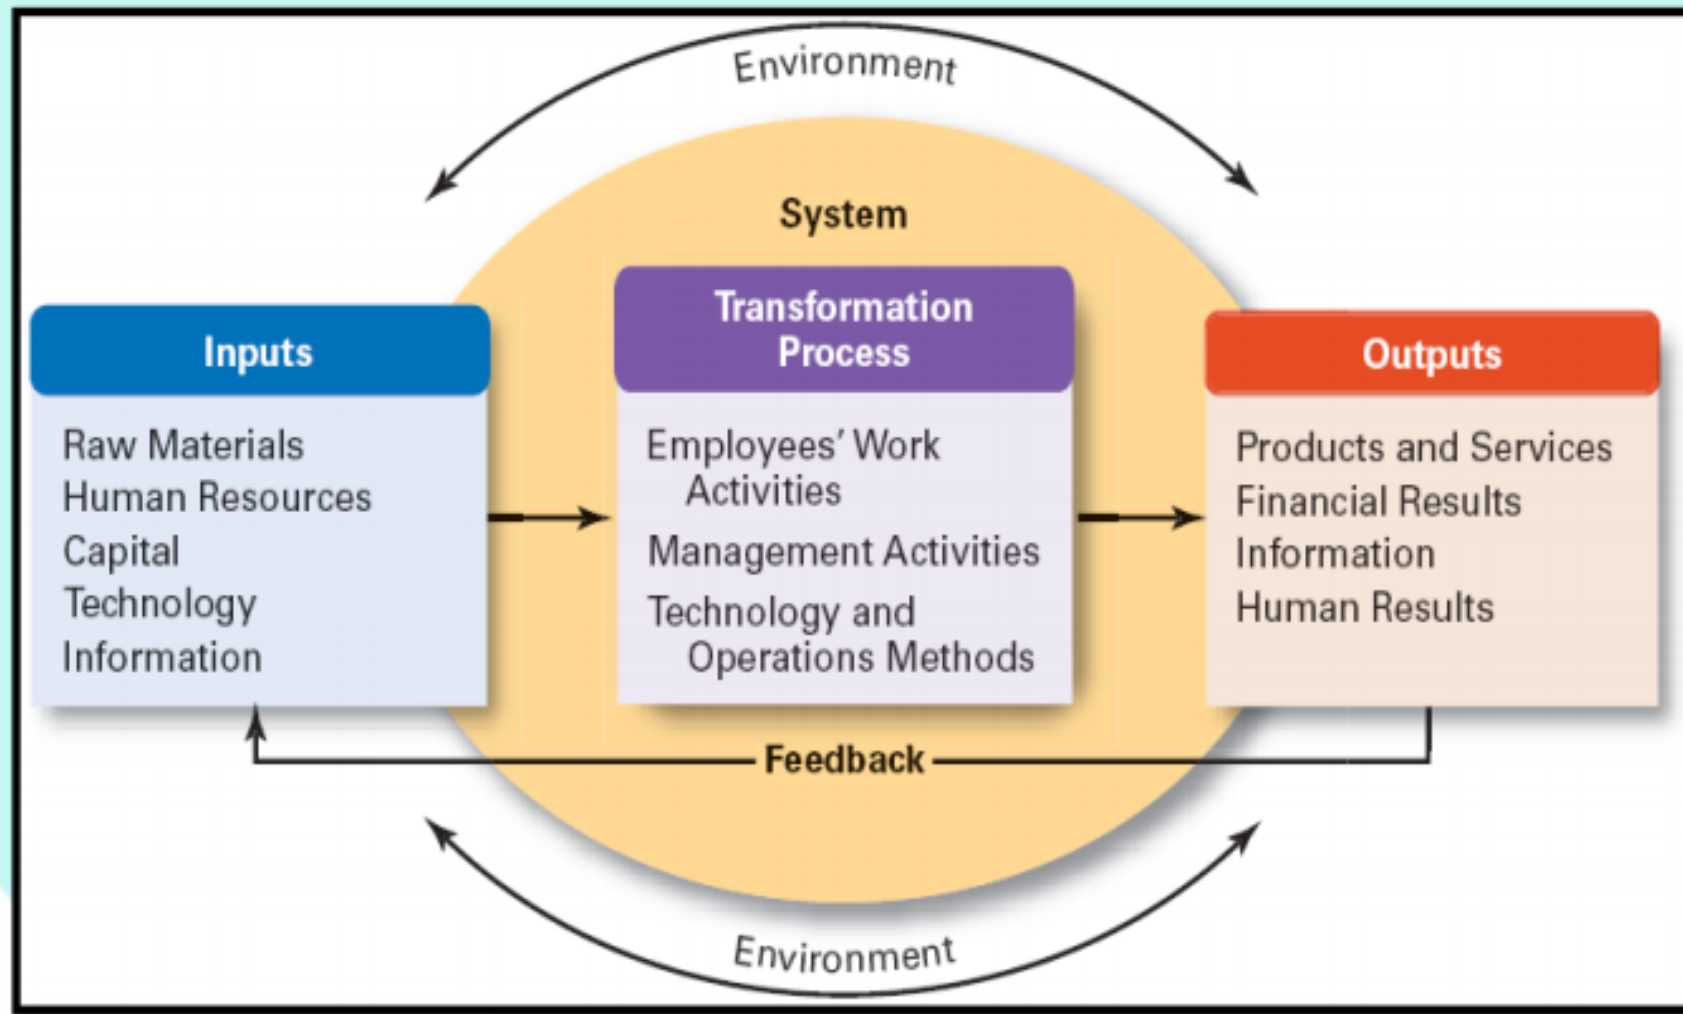 Environment
System
Inputs
Raw Materials
Human Resources
Capital
Technology
Information
Transformation
Process
Employees’ Work
Activities
Management Activities
Technology and
Operations Methods
Outputs
Products and Services
Financial Results
Information
Human Results
Feedback
Environment